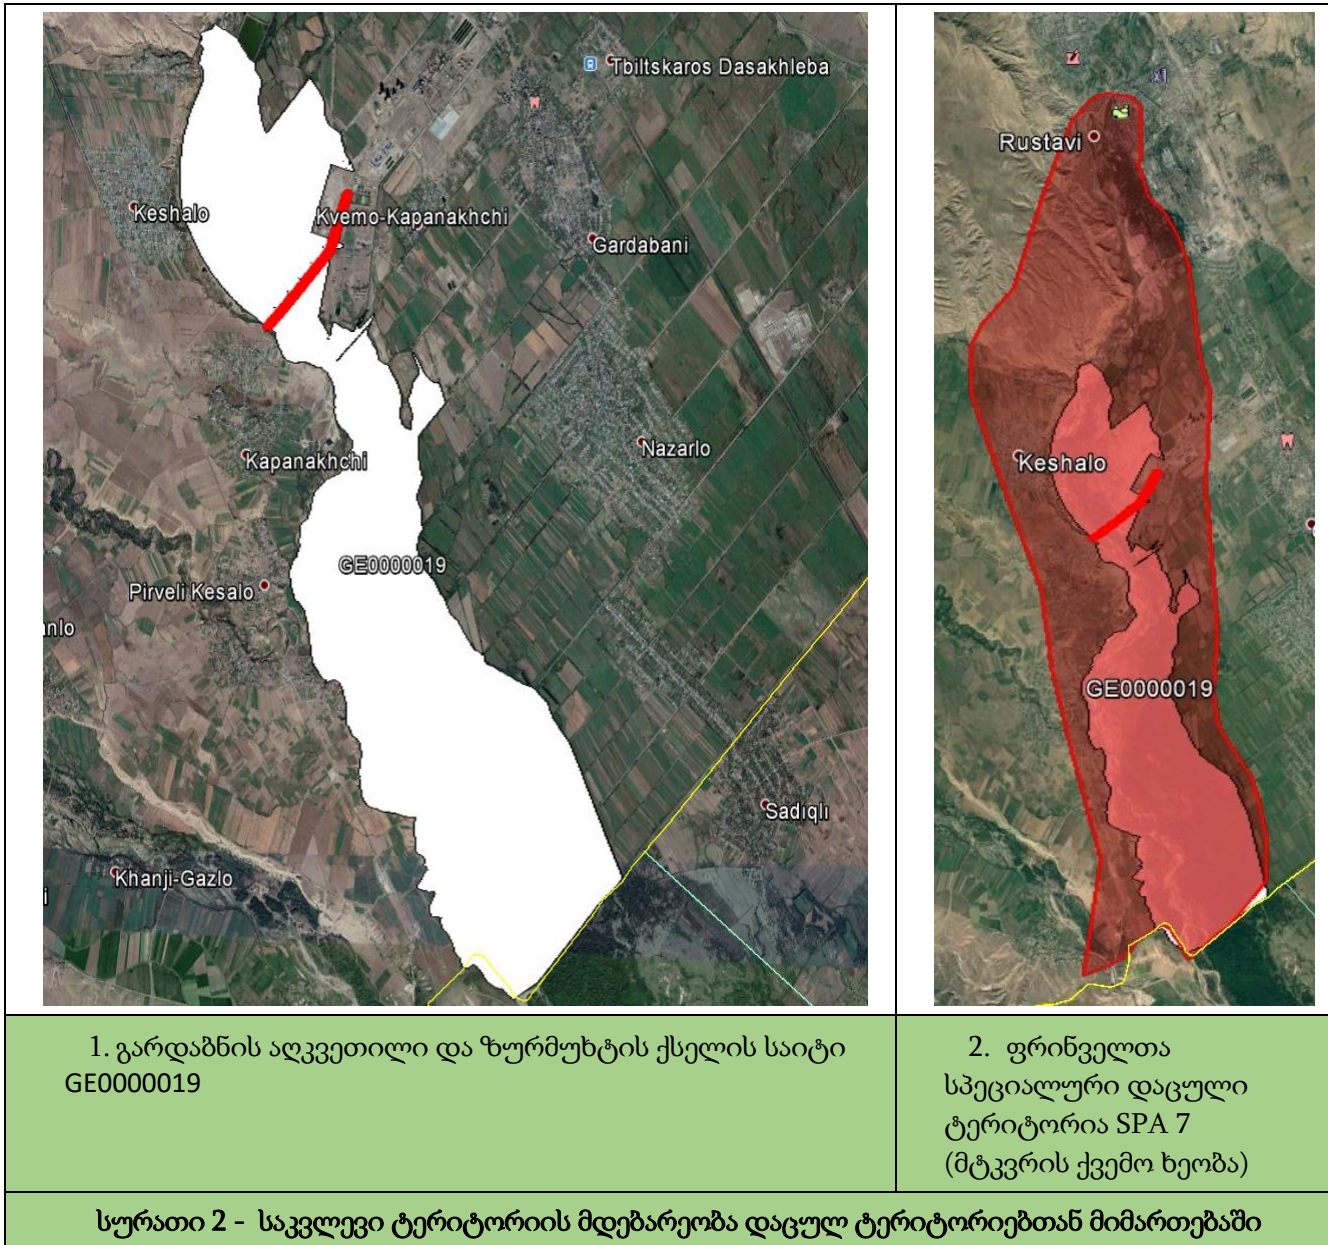 Tbiltskaros Dasakhleba
Keshalo
Kvemo-Kapanakhchi
Gardabani
Nazarlo
Kapanakhchi
GE0000019
Pirveli Kesalo
nlo
Sadıqlı
Khanji-Gazlo
i
Rustavi
Keshalo
GE0000019
1. გარდაბნის აღკვეთილი და ზურმუხტის ქსელის საიტი
GE0000019
2. ფრინველთა
სპეციალური დაცული
ტერიტორია SPA 7
(მტკვრის ქვემო ხეობა)
სურათი 2 - საკვლევი ტერიტორიის მდებარეობა დაცულ ტერიტორიებთან მიმართებაში